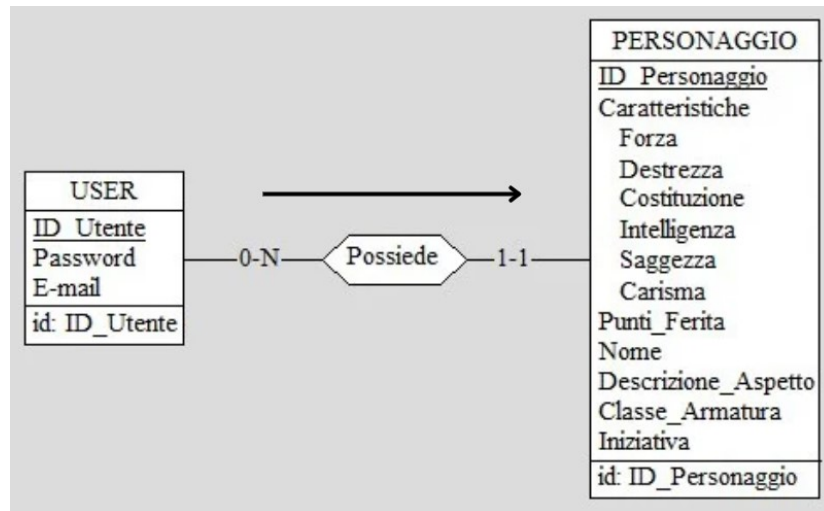 USER
ID_Utente
Password
E-mail
id: ID_Utente
0-N
Possiede
1-1
PERSONAGGIO
ID_Personaggio
Caratteristiche
Forza
Destrezza
Costituzione
Intelligenza
Saggezza
Carisma
Punti_Ferita
Nome
Descrizione_Aspetto
Classe_Armatura
Iniziativa
id: ID_Personaggio